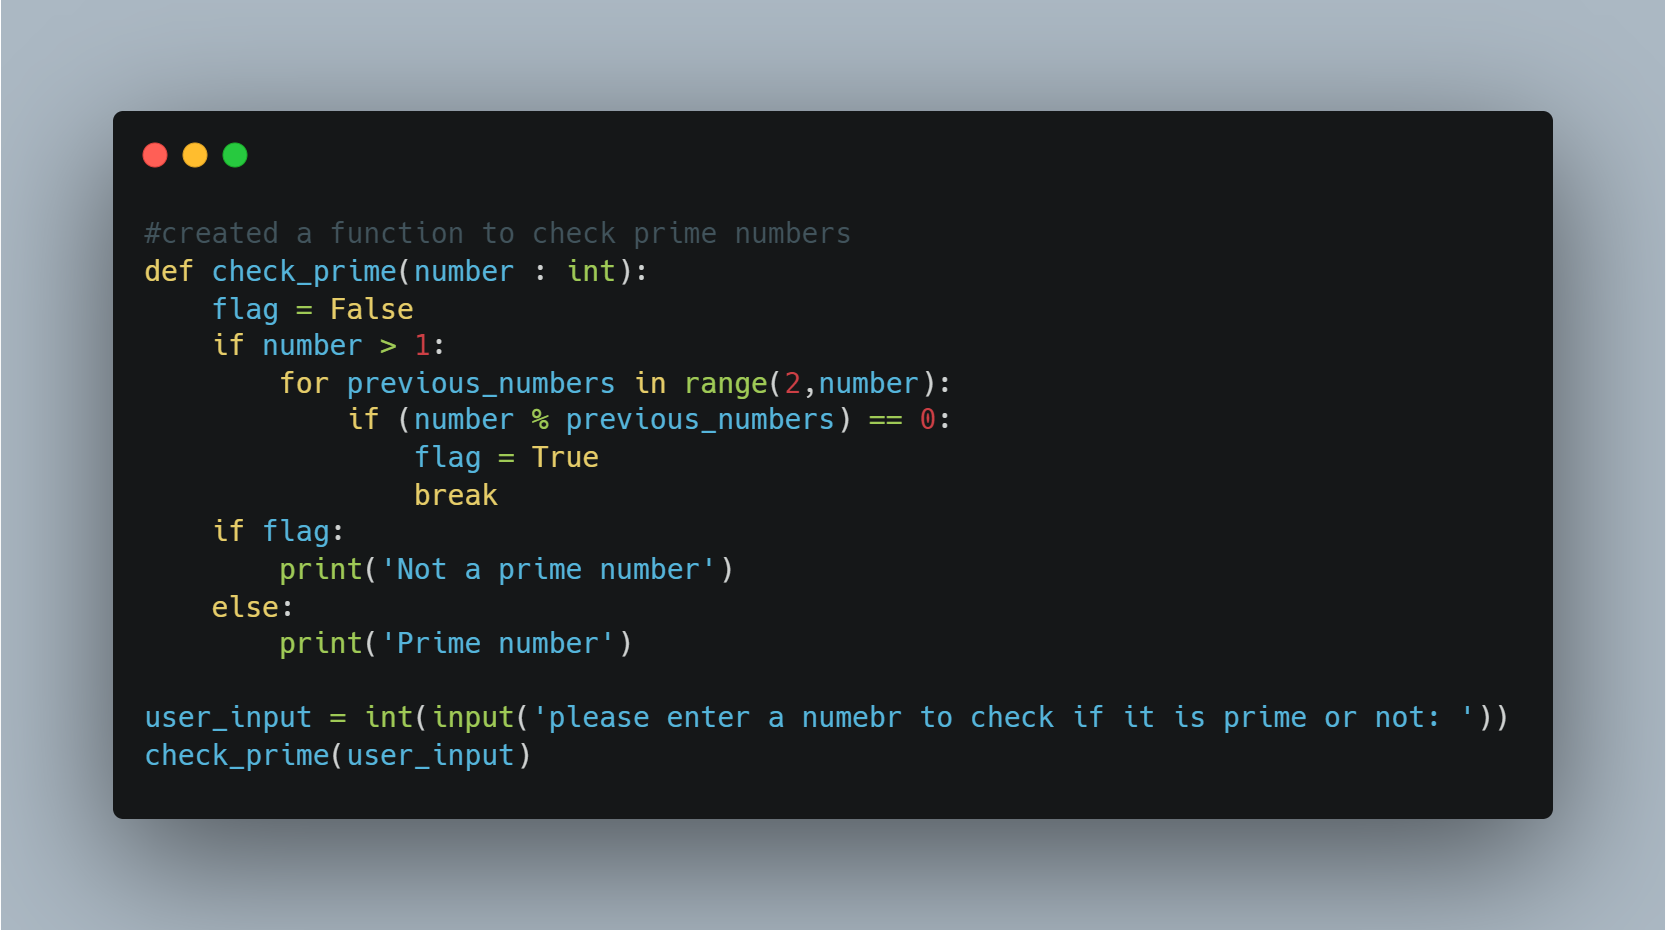 #created a function to check prime numbers
def check_prime(number : int):
    flag = False
    if number > 1:
        for previous_numbers in range(2,number):
            if (number % previous_numbers) == 0:
                flag = True
                break
    if flag:
        print('Not a prime number')
    else:
        print('Prime number')

user_input = int(input('please enter a numebr to check if it is prime or not: '))
check_prime(user_input)